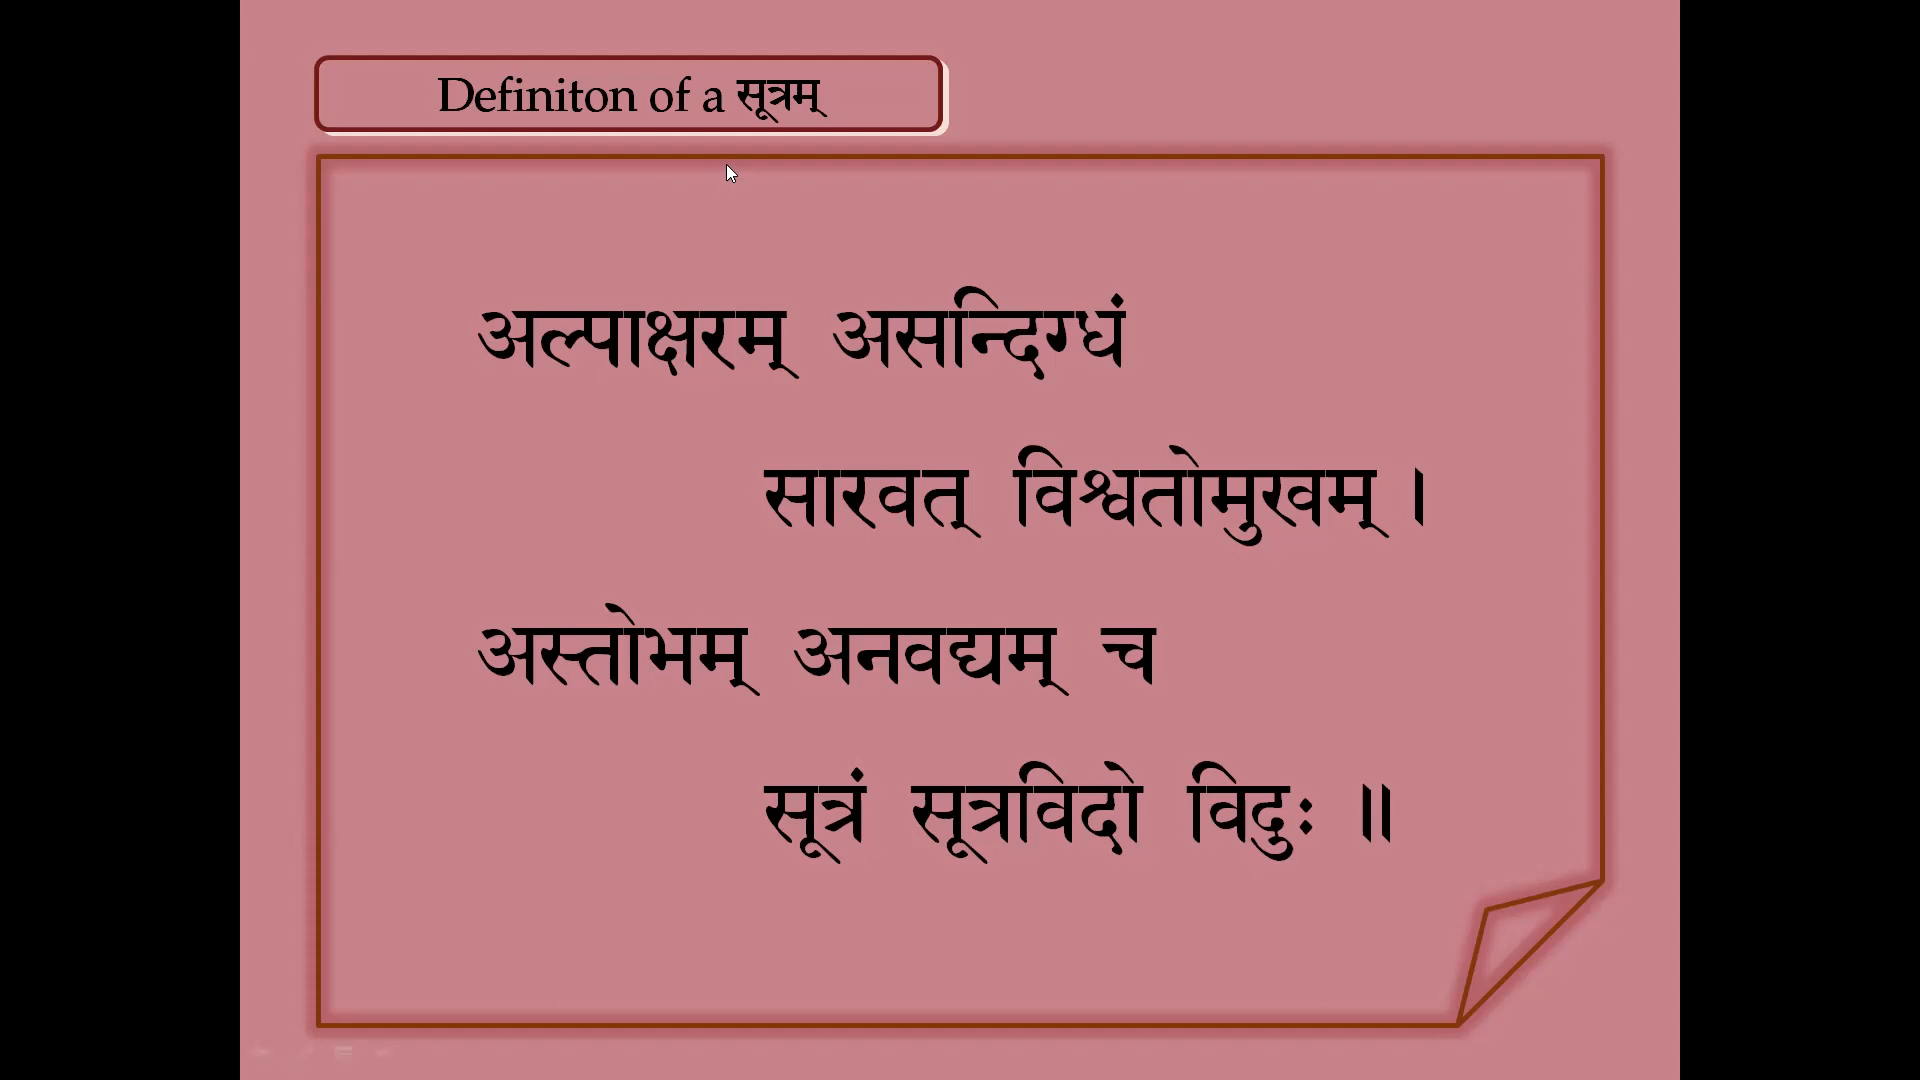 Definiton of a सूत्रम्
अल्पाक्षरम् असन्दिग्धं
सारवत् विश्वतोमुखम् ।
अस्तोभम् अनवद्यम् च
सूत्रं सूत्रविदो विदुः ॥